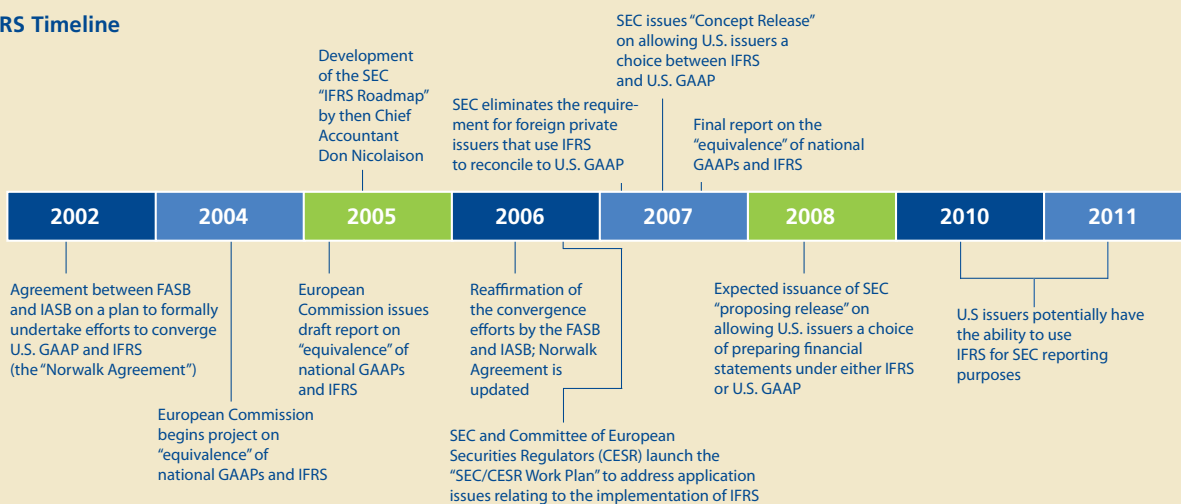 RS Timeline
SEC issues “Concept Release”
on allowing U.S. issuers a
choice between IFRS
and U.S. GAAP
Development
of the SEC
“IFRS Roadmap”
by then Chief
Accountant
Don Nicolaison
SEC eliminates the require-
ment for foreign private
issuers that use IFRS
to reconcile to U.S. GAAP
Final report on the
“equivalence” of national
GAAPs and IFRS
2002 2004 2005 2006 2007 2008 2010 2011
Agreement between FASB
and IASB on a plan to formally
undertake efforts to converge
U.S. GAAP and IFRS
(the “Norwalk Agreement”)
European Commission
begins project on
“equivalence” of
national GAAPs and IFRS
European
Commission issues
draft report on
“equivalence” of
national GAAPs
and IFRS
Reaffirmation of
the convergence
efforts by the FASB
and IASB; Norwalk
Agreement is
updated
SEC and Committee of European
Securities Regulators (CESR) launch the
“SEC/CESR Work Plan” to address application
issues relating to the implementation of IFRS
Expected issuance of SEC
“proposing release” on
allowing U.S. issuers a choice
of preparing financial
statements under either IFRS
or U.S. GAAP
U.S issuers potentially have
the ability to use
IFRS for SEC reporting
purposes